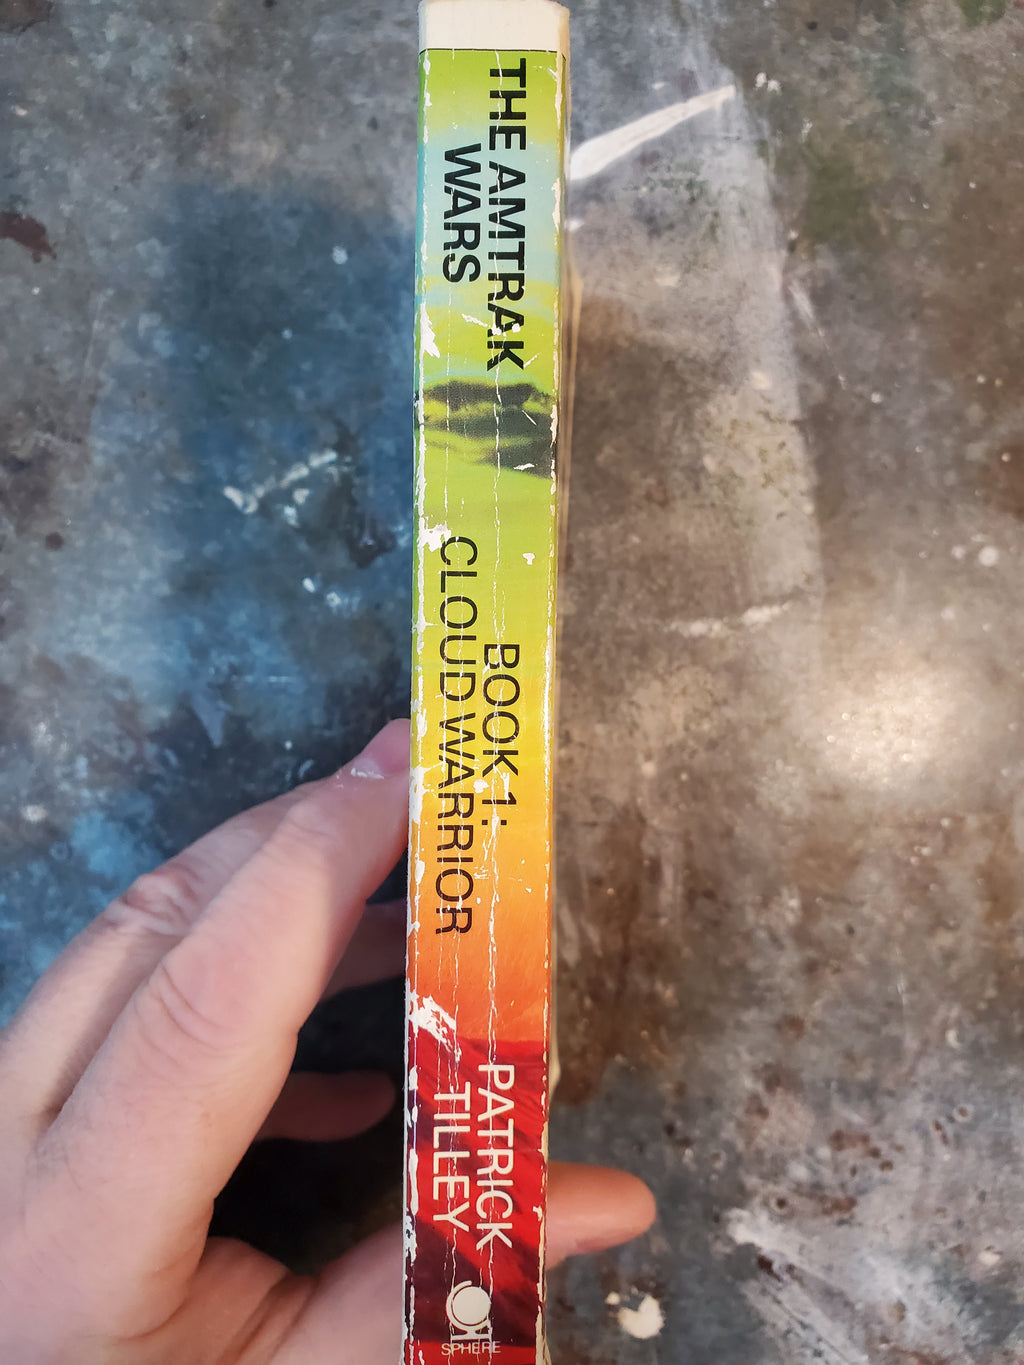 THE AMTRAK
WARS
BOOK 1:
CLOUD WARRIOR
PATRICK
TILLEY
SPHERE